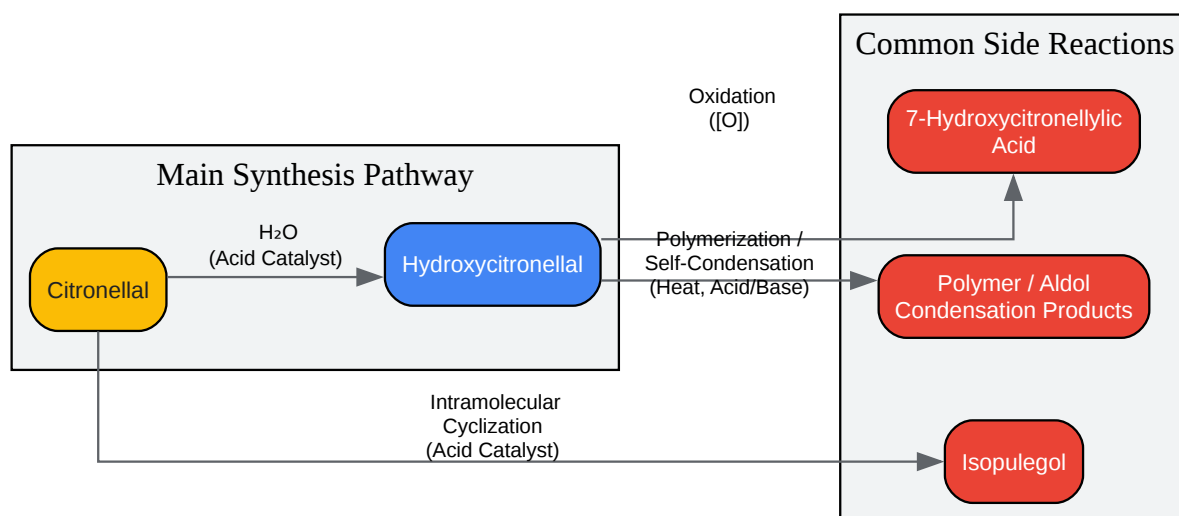 Common Side Reactions
Oxidation
([O])
7-Hydroxycitronellylic
Acid
Main Synthesis Pathway
H₂O
(Acid Catalyst)
Citronellal
Hydroxycitronellal
Polymerization /
Self-Condensation
(Heat, Acid/Base)
Polymer / Aldol
Condensation Products
Intramolecular
Cyclization
(Acid Catalyst)
Isopulegol